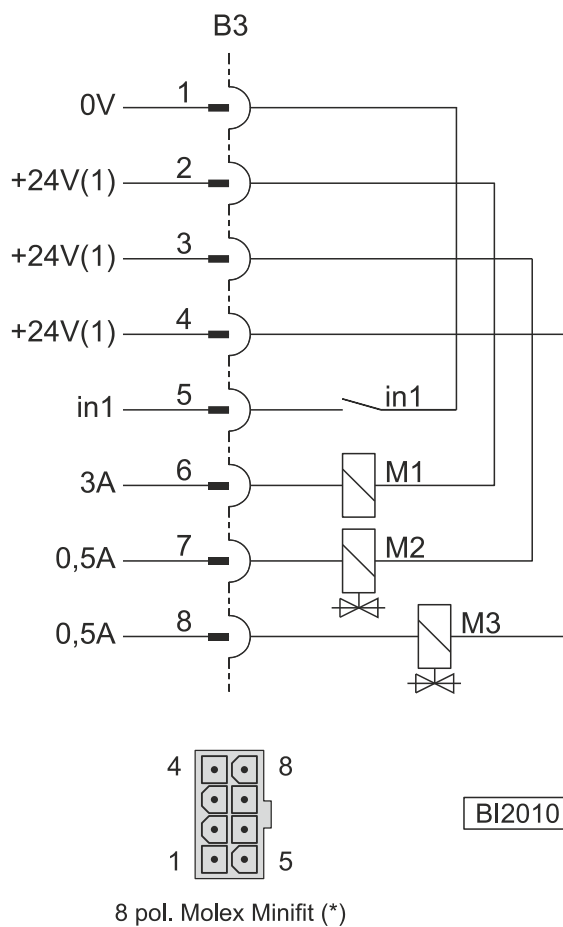 B3
0V 1
+24V(1) 2
+24V(1) 3
+24V(1) 4
in1 5 in1
3A 6 M1
0,5A 7 M2
0,5A 8 M3
4 8
1 5
BI2010
8 pol. Molex Minifit (*)